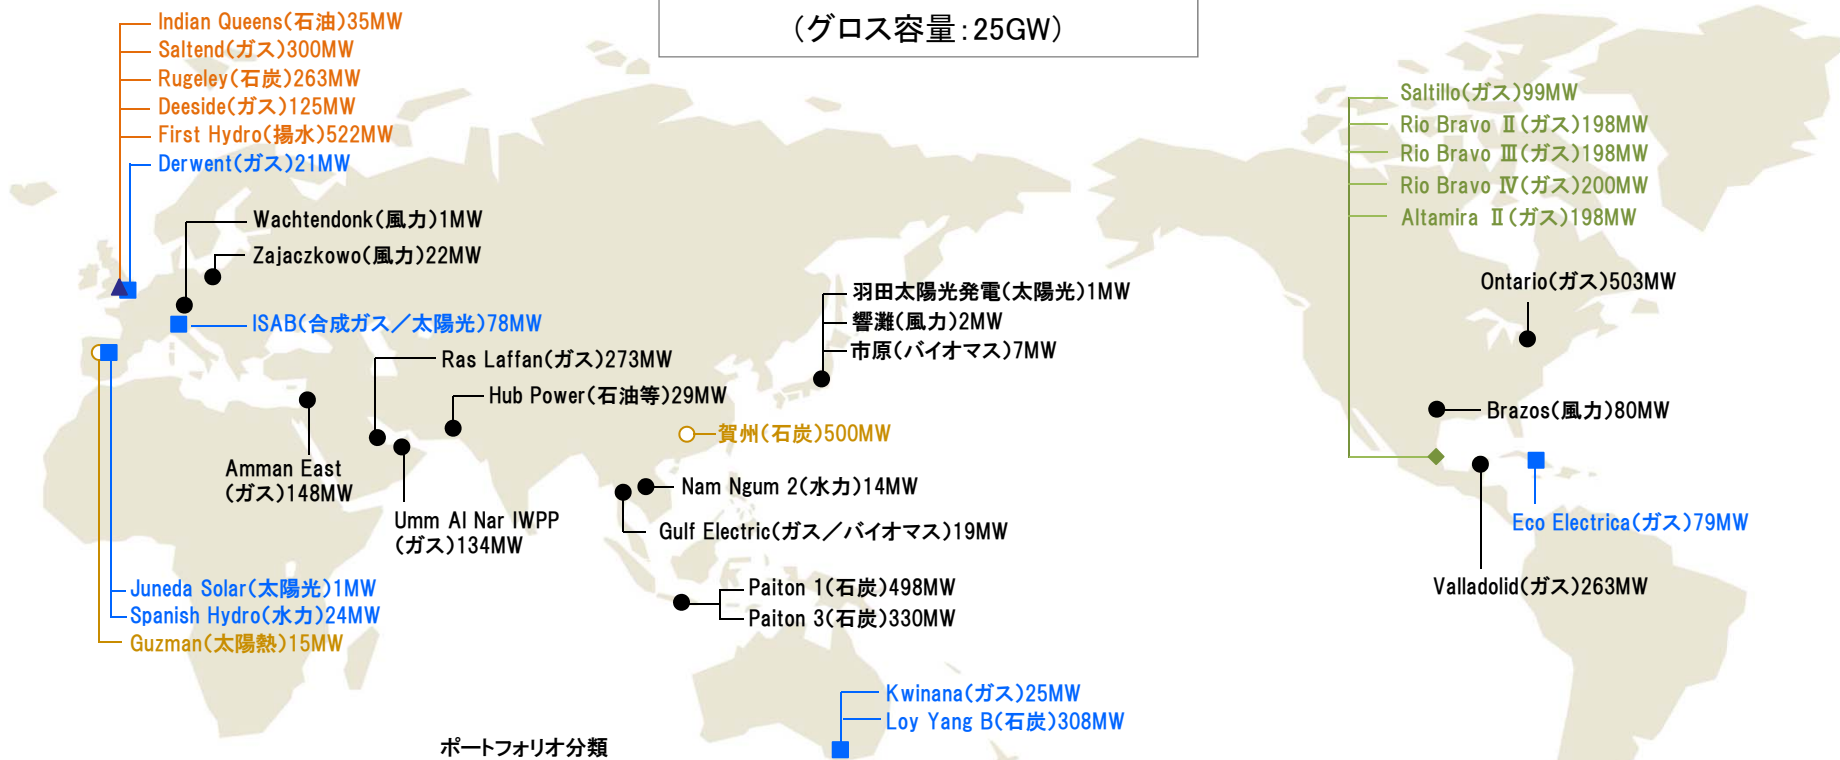 (グロス容量:25GW)
Indian Queens(石油)35MW
Saltend(ガス)300MW
Rugeley(石炭)263MW
Deeside(ガス)125MW
First Hydro(揚水)522MW
Derwent(ガス)21MW
Wachtendonk(風力)1MW
Zajaczkowo(風力)22MW
ISAB(合成ガス/太陽光)78MW
Ras Laffan(ガス)273MW
Hub Power(石油等)29MW
Amman East
(ガス)148MW
Umm Al Nar IWPP
(ガス)134MW
Juneda Solar(太陽光)1MW
Spanish Hydro(水力)24MW
Guzman(太陽熱)15MW
羽田太陽光発電(太陽光)1MW
響灘(風力)2MW
市原(バイオマス)7MW
賀州(石炭)500MW
Nam Ngum 2(水力)14MW
Gulf Electric(ガス/バイオマス)19MW
Paiton 1(石炭)498MW
Paiton 3(石炭)330MW
Kwinana(ガス)25MW
Loy Yang B(石炭)308MW
Saltillo(ガス)99MW
Rio Bravo Ⅱ(ガス)198MW
Rio Bravo Ⅲ(ガス)198MW
Rio Bravo Ⅳ(ガス)200MW
Altamira Ⅱ(ガス)198MW
Ontario(ガス)503MW
Brazos(風力)80MW
Eco Electrica(ガス)79MW
Valladolid(ガス)263MW
ポートフォリオ分類